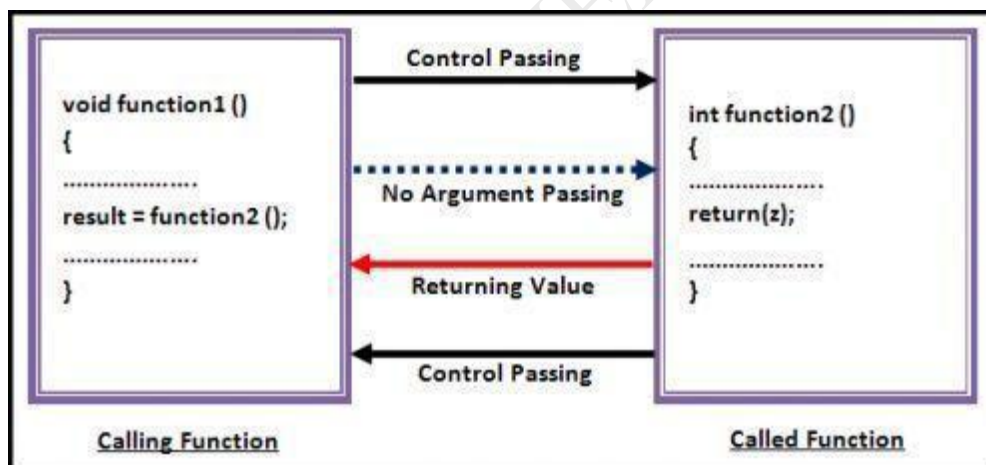 Control Passing
void function1 ()
{
....................
result = function2 ();
....................
}
No Argument Passing
Returning Value
Control Passing
int function2 ()
{
....................
return(z);
....................
}
Calling Function
Called Function